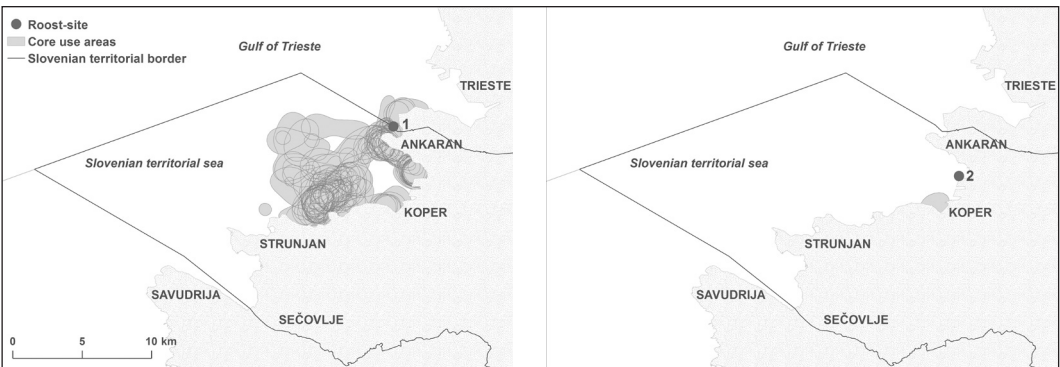 Roost-site
Core use areas
Slovenian territorial border
Gulf of Trieste
TRIESTE
1
ANKARAN
Slovenian territorial sea
KOPER
STRUNJAN
SAVUDRIJA
SEČOVLJE
0 5 10 km
Gulf of Trieste
TRIESTE
ANKARAN
Slovenian territorial sea
2
KOPER
STRUNJAN
SAVUDRIJA
SEČOVLJE